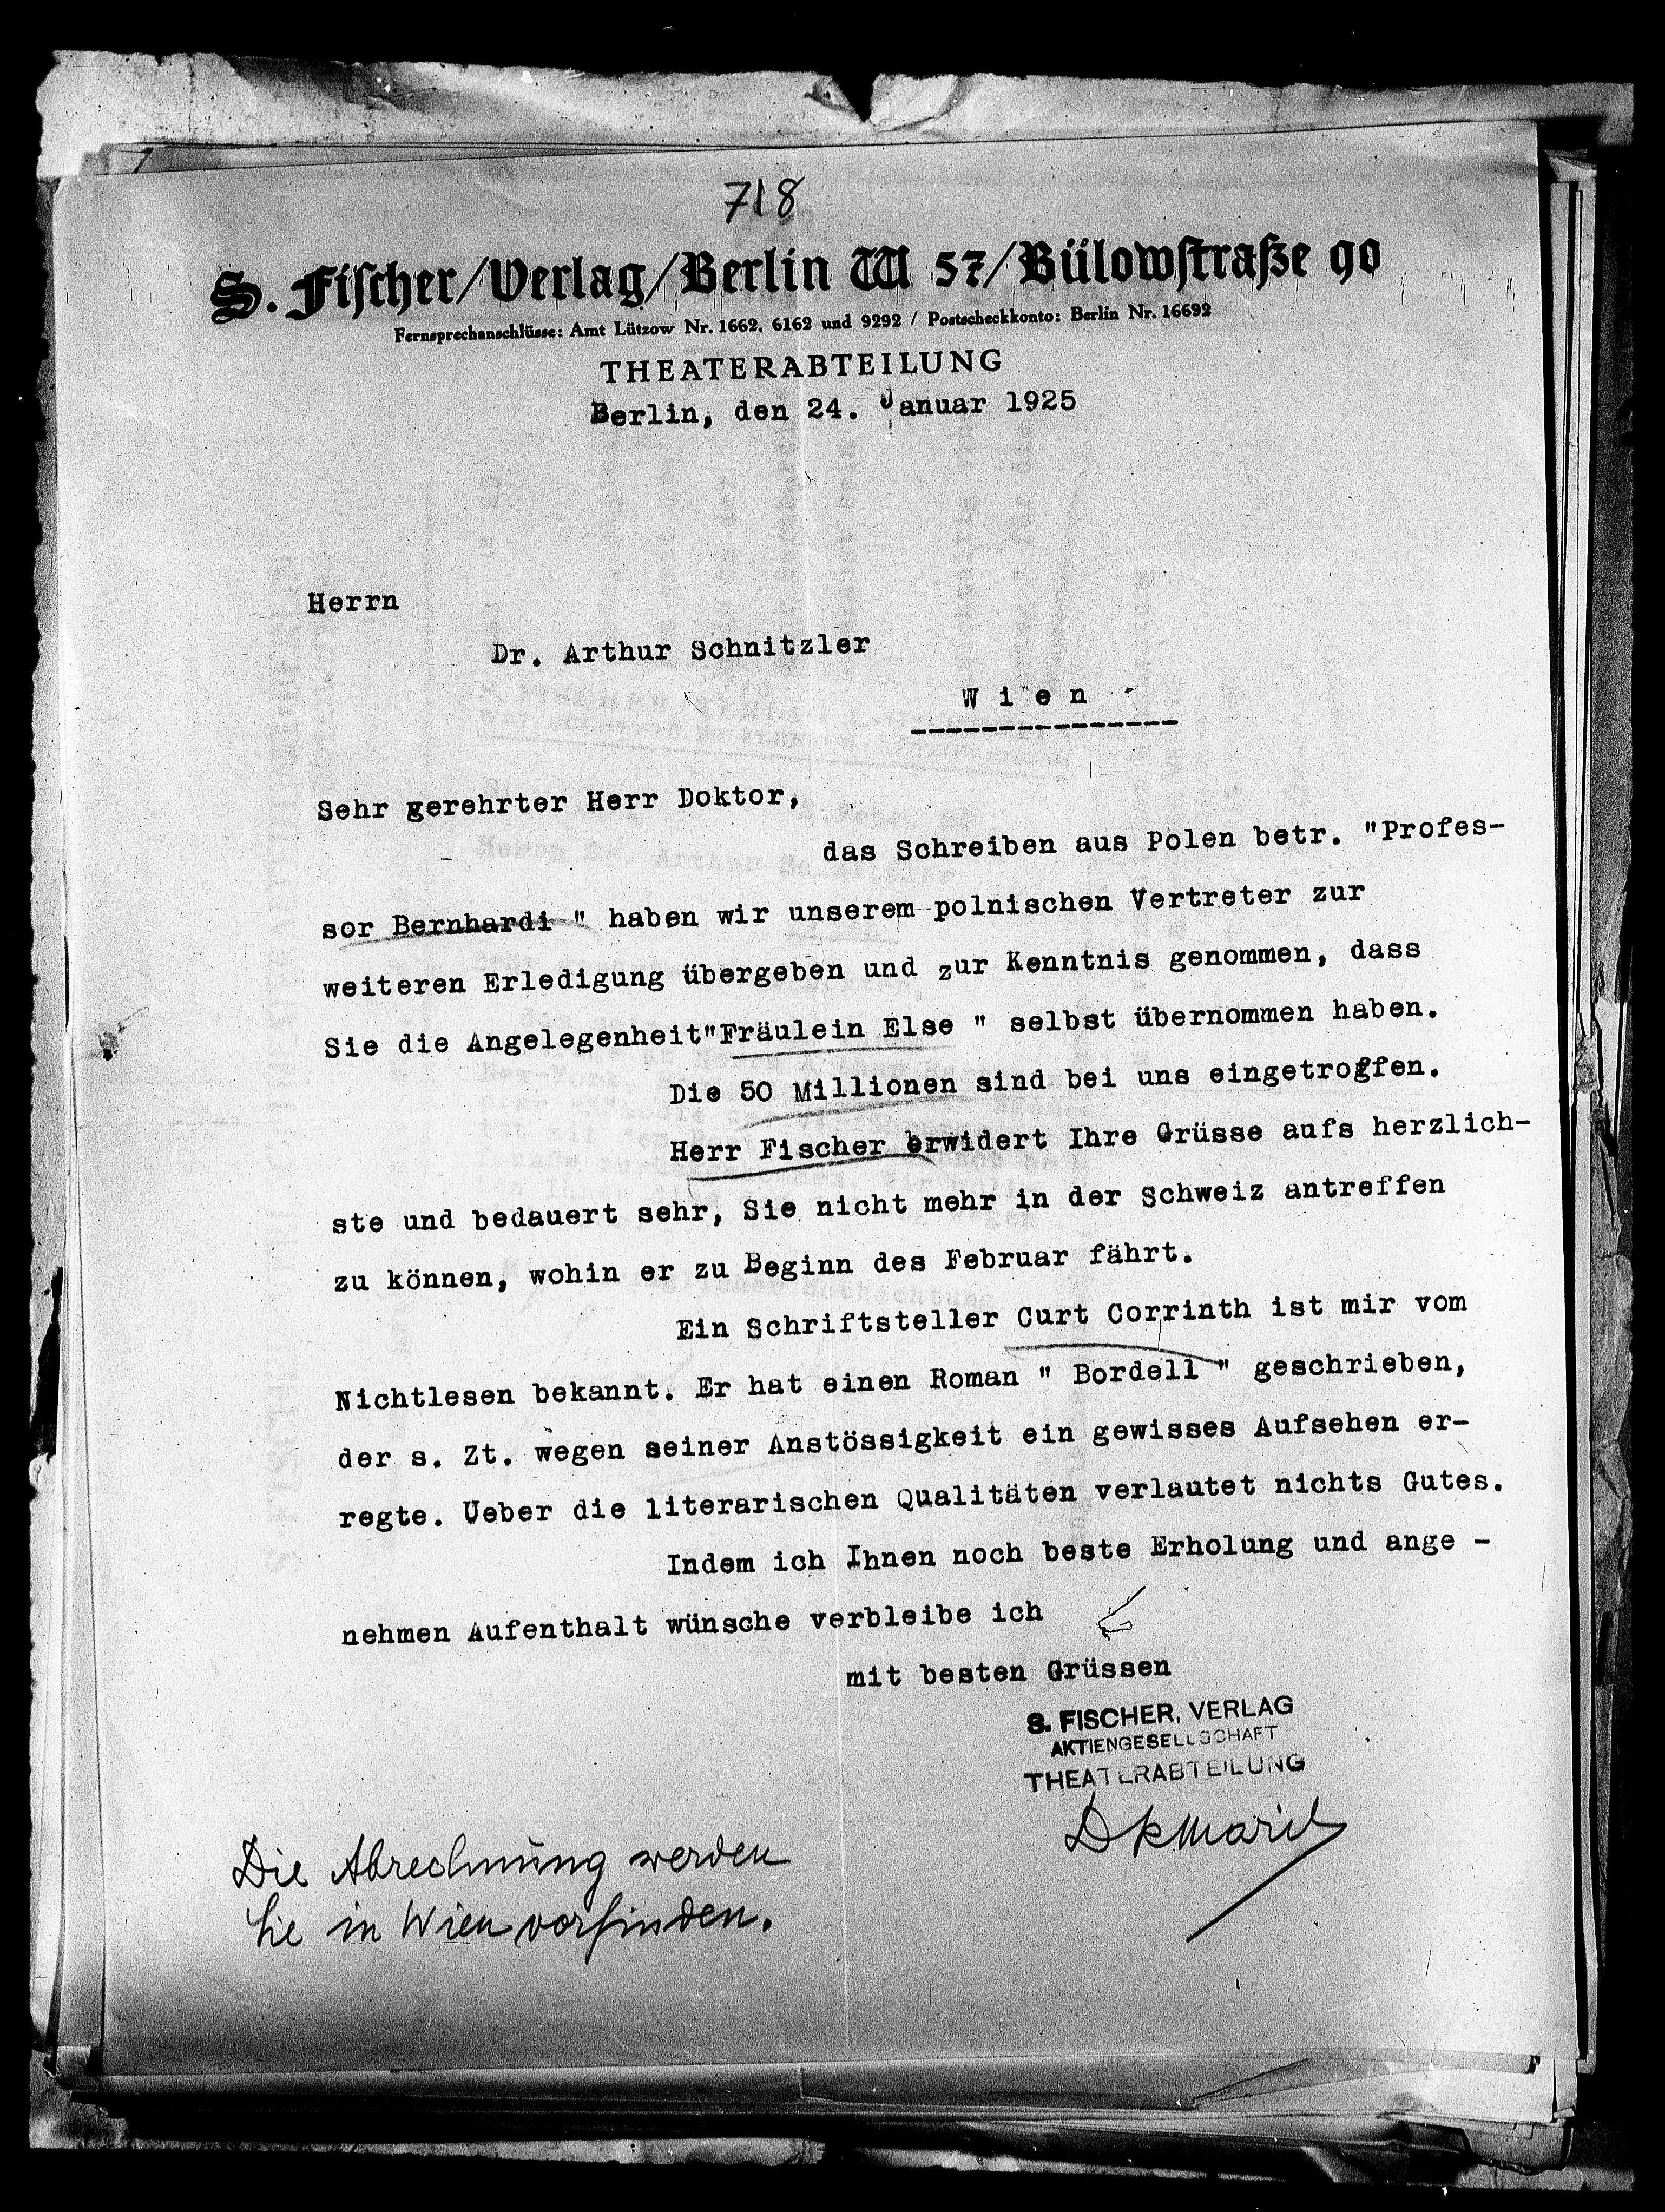 718
S. Fischer/Verlag/Berlin W 57/Bülowstraße 90
Fernsprechanschlüsse: Amt Lützow Nr. 1662, 6162 und 9292 / Postscheckkonto: Berlin Nr. 16692
THEATERABTEILUNG
Berlin, den 24. Januar 1925
Herrn
Dr. Arthur Schnitzler
W i e n
Sehr gerehrter Herr Doktor,
das Schreiben aus Polen betr. "Profes-
sor Bernhardi " haben wir unserem polnischen Vertreter zur
weiteren Erledigung übergeben und zur Kenntnis genommen, dass
Sie die Angelegenheit"Fräulein Else " selbst übernommen haben.
Die 50 Millionen sind bei uns eingetroffen.
Herr Fischer erwidert Ihre Grüsse aufs herzlich-
ste und bedauert sehr, Sie nicht mehr in der Schweiz antreffen
zu können, wohin er zu Beginn des Februar fährt.
Ein Schriftsteller Curt Corrinth ist mir vom
Nichtlesen bekannt. Er hat einen Roman " Bordell " geschrieben,
der s. Zt. wegen seiner Anstössigkeit ein gewisses Aufsehen er-
regte. Ueber die literarischen Qualitäten verlautet nichts Gutes.
Indem ich Ihnen noch beste Erholung und ange -
nehmen Aufenthalt wünsche verbleibe ich
mit besten Grüssen
S. FISCHER, VERLAG
AKTIENGESELLSCHAFT
THEATERABTEILUNG
Die Abrechnung werden
Sie in Wien vorfinden.